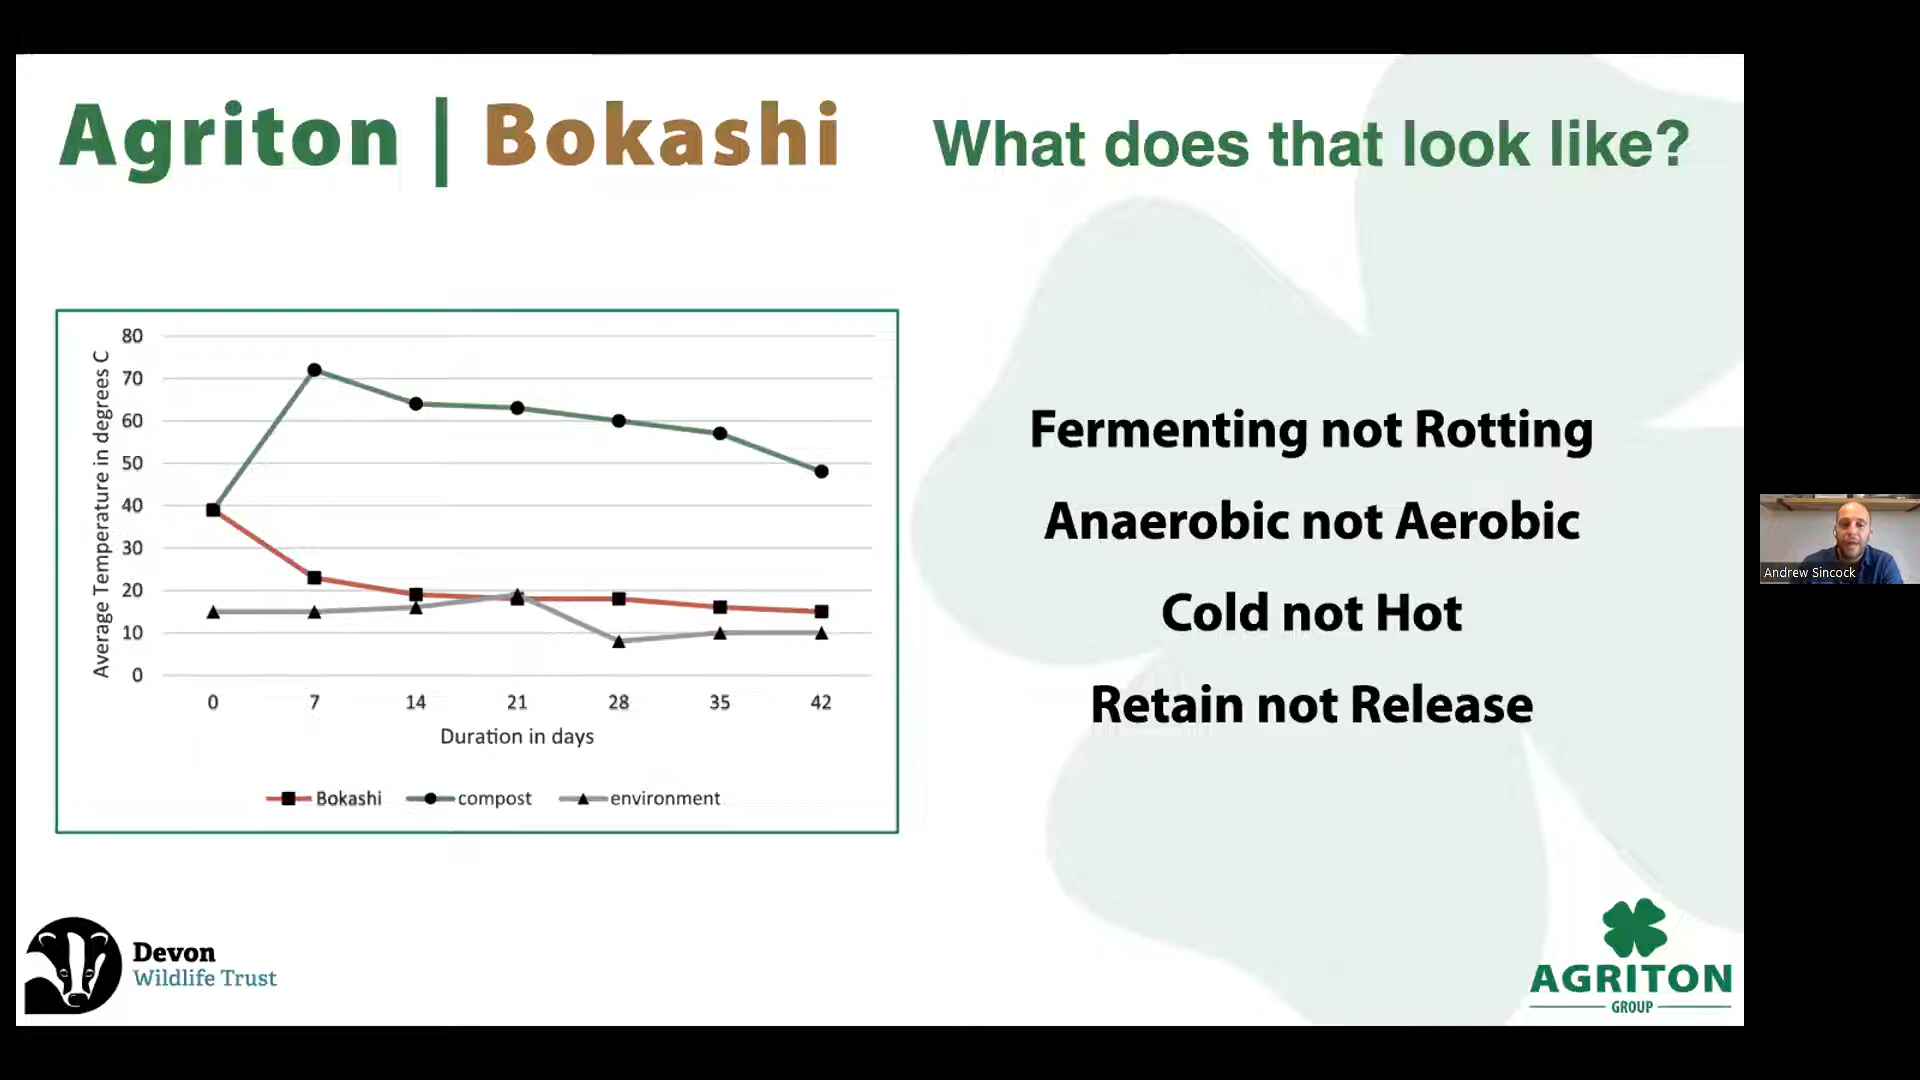 Agriton | Bokashi
What does that look like?
Average Temperature in degrees C
80
70
60
50
40
30
20
10
0
0 7 14 21 28 35 42
Duration in days
Bokashi compost environment
Fermenting not Rotting
Anaerobic not Aerobic
Cold not Hot
Retain not Release
Andrew Sincock
Devon
Wildlife Trust
AGRITON
GROUP